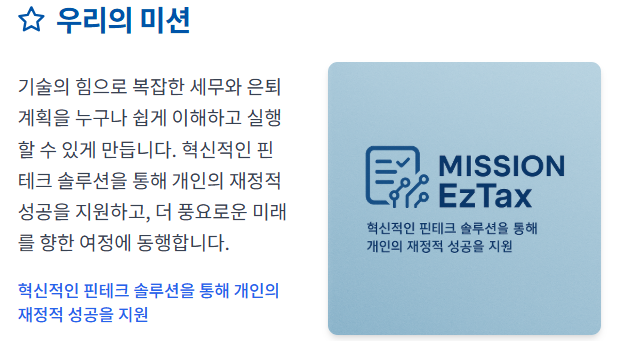 우리의 미션
기술의 힘으로 복잡한 세무와 은퇴
계획을 누구나 쉽게 이해하고 실행
할 수 있게 만듭니다. 혁신적인 핀
테크 솔루션을 통해 개인의 재정적
성공을 지원하고, 더 풍요로운 미래
를 향한 여정에 동행합니다.
혁신적인 핀테크 솔루션을 통해 개인의
재정적 성공을 지원
MISSION
EzTax
혁신적인 핀테크 솔루션을 통해
개인의 재정적 성공을 지원